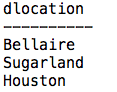 dlocation
----------
Bellaire
Sugarland
Houston